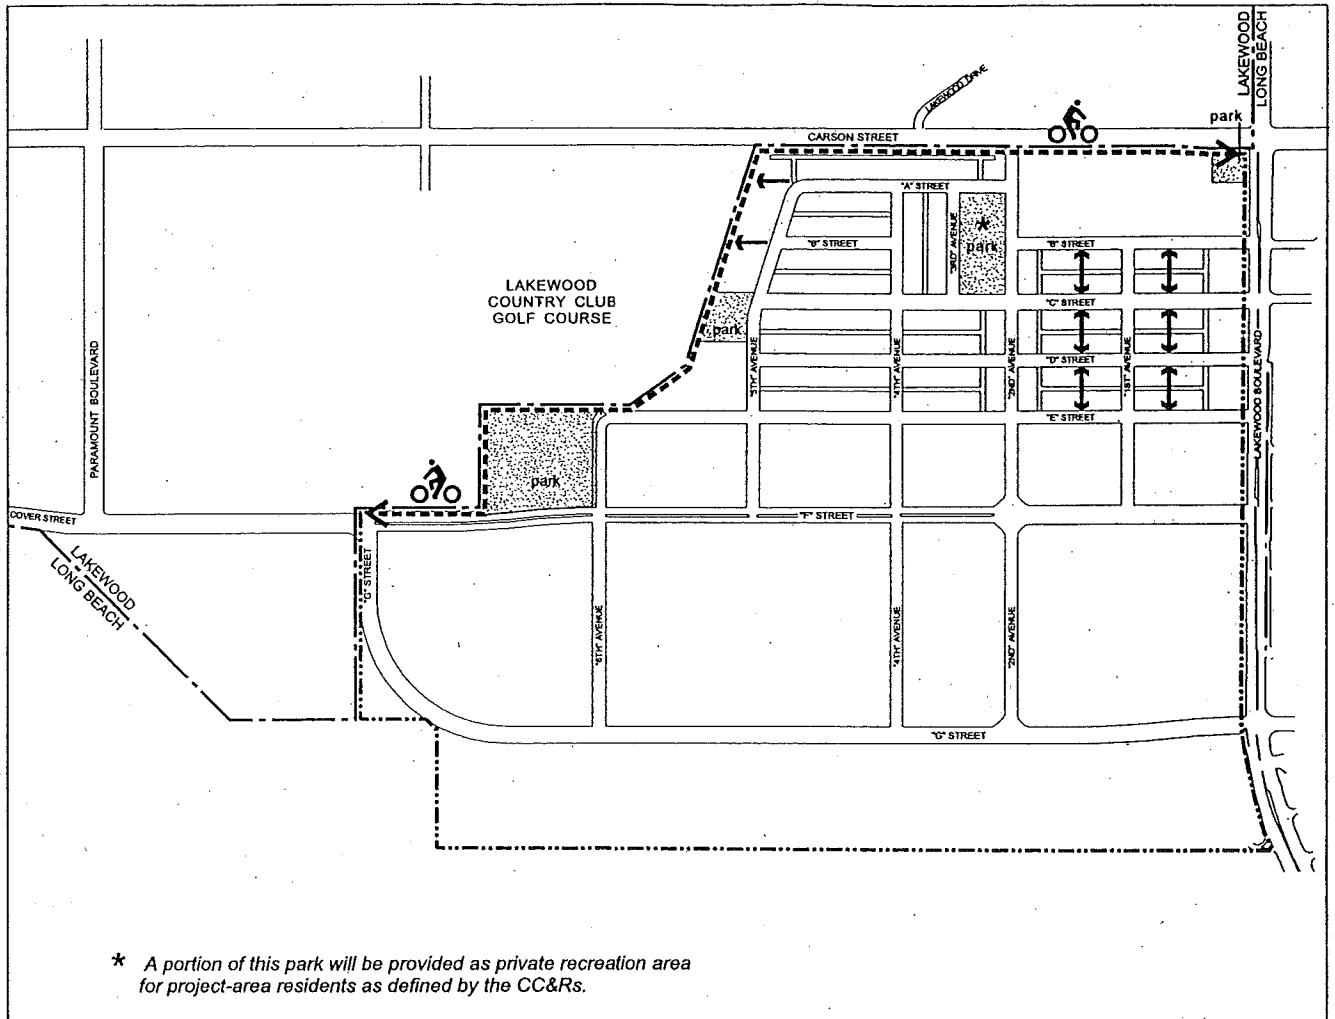 LAKEWOOD
LONG BEACH
LAKEWOOD DRIVE
park
CARSON STREET
"A" STREET
*
park
3RD" AVENUE
"B" STREET
"B" STREET
LAKEWOOD
COUNTRY CLUB
GOLF COURSE
"C" STREET
park
PARAMOUNT BOULEVARD
"5TH" AVENUE
"4TH" AVENUE
"2ND" AVENUE
"1ST" AVENUE
LAKEWOOD BOULEVARD
"D" STREET
"E" STREET
park
COVER STREET
"F" STREET
LAKEWOOD
LONG BEACH
"G" STREET
"6TH" AVENUE
"4TH" AVENUE
"2ND" AVENUE
"G" STREET
* A portion of this park will be provided as private recreation area
for project-area residents as defined by the CC&Rs.